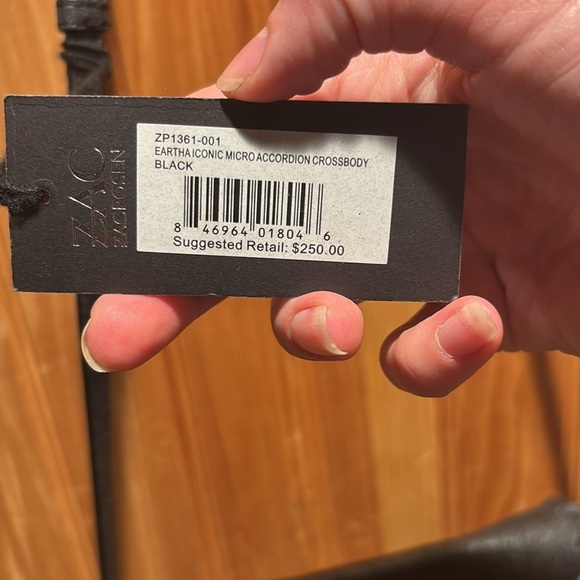 ZAC
ZAC POSEN
ZP1361-001
EARTHA ICONIC MICRO ACCORDION CROSSBODY
BLACK
8 46964 01804 6
Suggested Retail: $250.00